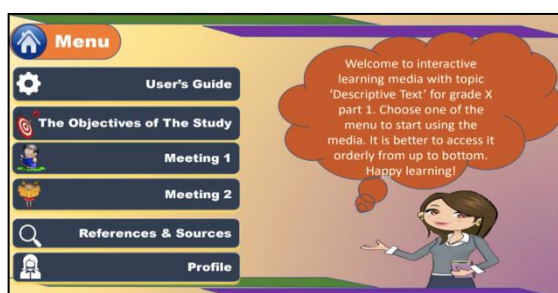 Menu
User's Guide
The Objectives of The Study
Meeting 1
Meeting 2
References & Sources
Profile
Welcome to interactive
learning media with topic
'Descriptive Text' for grade X
part 1. Choose one of the
menu to start using the
media. It is better to access it
orderly from up to bottom.
Happy learning!